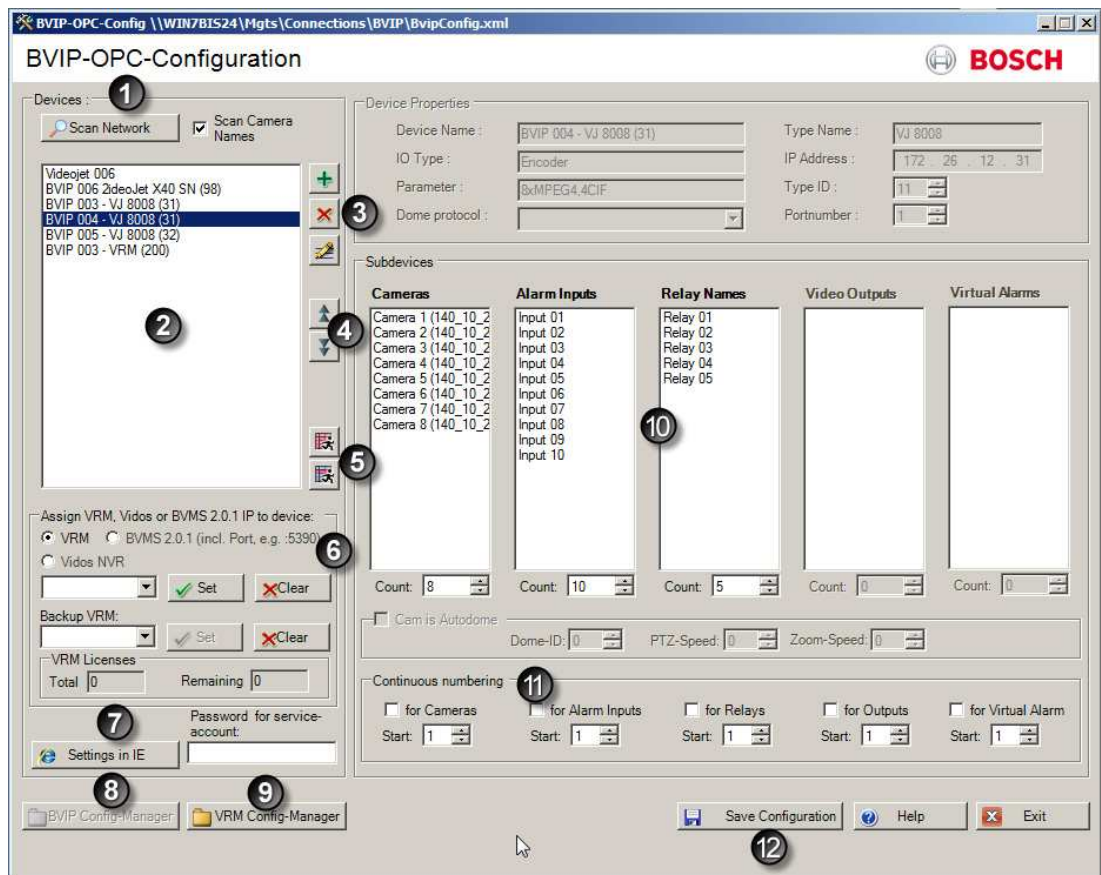 BVIP-OPC-Config \\WIN7BIS24\Mgts\Connections\BVIP\BvipConfig.xml
BVIP-OPC-Configuration
BOSCH
Devices :
1
Scan Network
Scan Camera
Names
Videojet 006
BVIP 006 2ideoJet X40 SN (98)
BVIP 003 - VJ 8008 (31)
BVIP 004 - VJ 8008 (31)
BVIP 005 - VJ 8008 (32)
BVIP 003 - VRM (200)
2
3
4
5
Assign VRM, Vidos or BVMS 2.0.1 IP to device:
VRM
BVMS 2.0.1 (incl. Port, e.g. :5390)
6
Vidos NVR
Set
Clear
Backup VRM:
Set
Clear
VRM Licenses
Total 0
Remaining 0
7
Password for service-
account:
Settings in IE
8
9
BVIP Config-Manager
VRM Config-Manager
Device Properties
Device Name :
BVIP 004 - VJ 8008 (31)
Type Name :
VJ 8008
IO Type :
Encoder
IP Address :
172 . 26 . 12 . 31
Parameter :
8xMPEG4,4CIF
Type ID :
11
Dome protocol :
Portnumber :
1
Subdevices
Cameras
Camera 1 (140_10_2
Camera 2 (140_10_2
Camera 3 (140_10_2
Camera 4 (140_10_2
Camera 5 (140_10_2
Camera 6 (140_10_2
Camera 7 (140_10_2
Camera 8 (140_10_2
Count: 8
Alarm Inputs
Input 01
Input 02
Input 03
Input 04
Input 05
Input 06
Input 07
Input 08
Input 09
Input 10
Count: 10
Relay Names
Relay 01
Relay 02
Relay 03
Relay 04
Relay 05
10
Count: 5
Video Outputs
Count: 0
Virtual Alarms
Count: 0
Cam is Autodome
Dome-ID: 0
PTZ-Speed: 0
Zoom-Speed: 0
Continuous numbering
11
for Cameras
for Alarm Inputs
for Relays
for Outputs
for Virtual Alarm
Start: 1
Start: 1
Start: 1
Start: 1
Start: 1
Save Configuration
Help
Exit
12